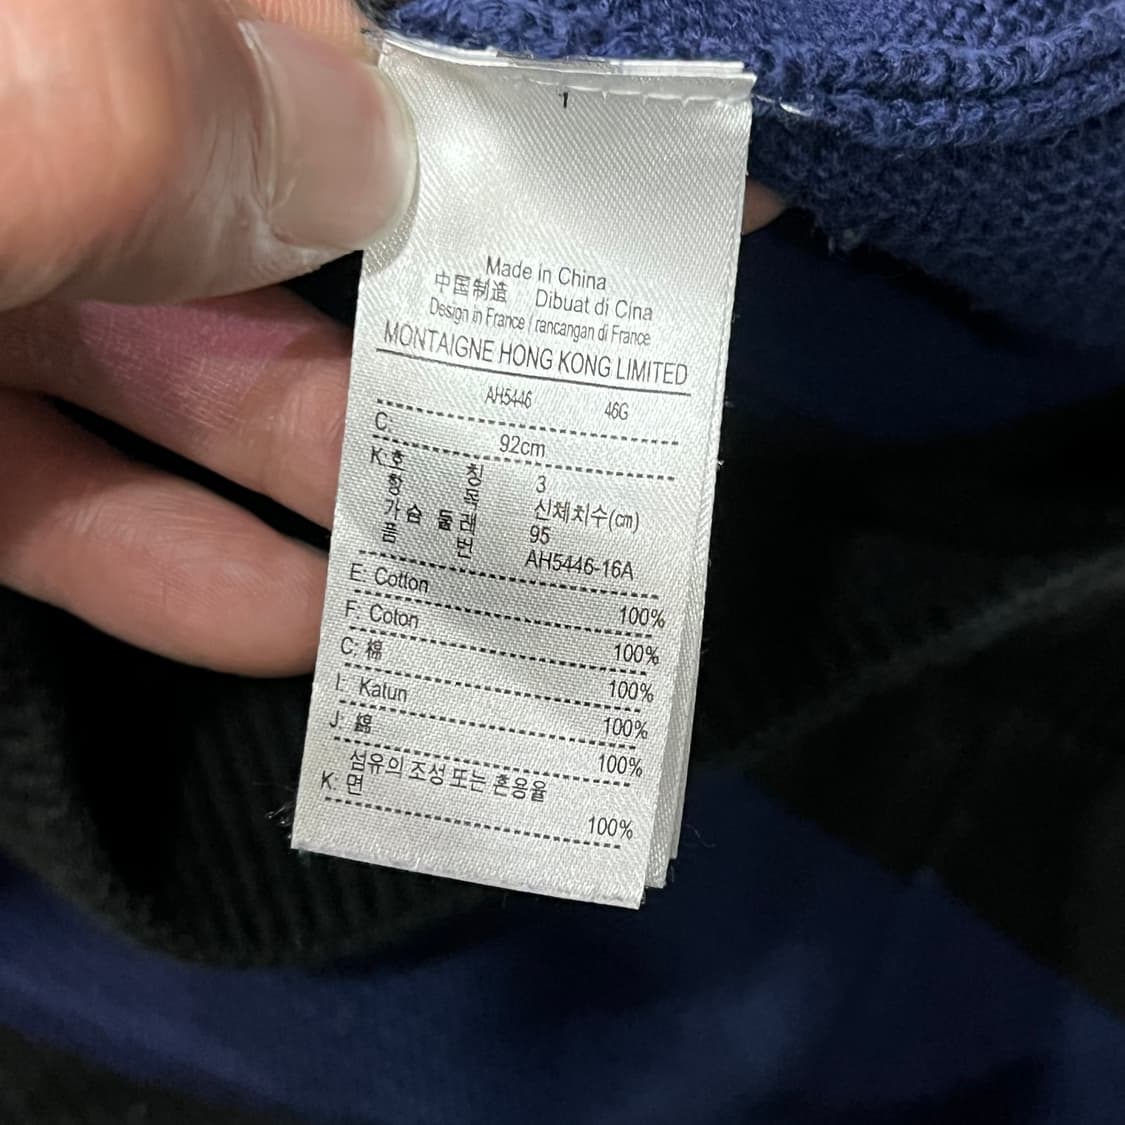 1
Made in China
中国制造 Dibuat di Cina
Design in France / rancangan di France
MONTAIGNE HONG KONG LIMITED
AH5446 46G
C: 92cm
K: 호 칭 3
항 목 신체치수(cm)
가슴 둘레 95
품 번 AH5446-16A
E: Cotton 100%
F: Coton 100%
C: 棉 100%
I: Katun 100%
J: 綿 100%
섬유의 조성 또는 혼용율
K: 면 100%